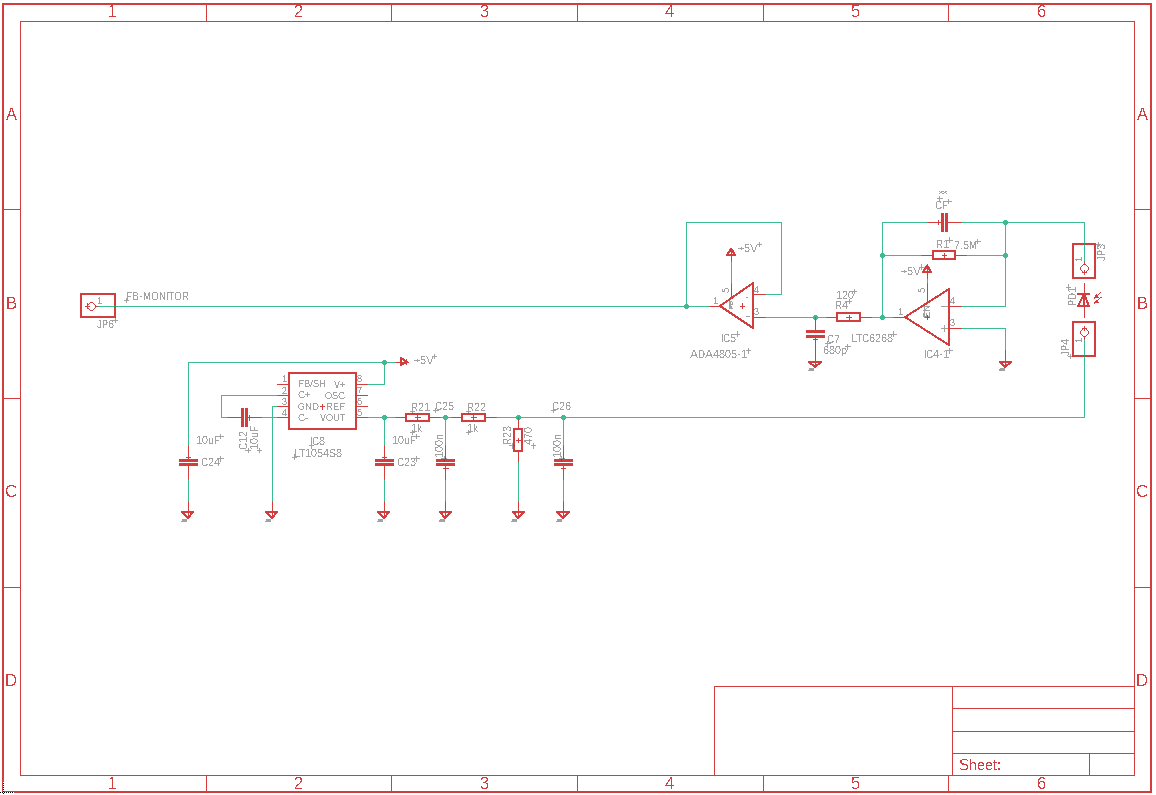 1 2 3 4 5 6
A A
CF
R1 7.5M
JP3
+5V
+5V
1
5
4
3
B B
FB-MONITOR
1
JP6
1
5
4
3
120
R4
PD1
IC5
C7
680p
LTC6268
IC4-1
ADA4805-1
1
JP4
+5V
1 FB/SH V+ 8
2 C+ OSC 7
3 GND REF 6
4 C- VOUT 5
R21 C25 R22 C26
1k 1k
C12
10uF
10uF
IC8
LT1054S8
10uF
100n
R23
470
100n
C24
C23
C C
D D
Sheet:
1 2 3 4 5 6